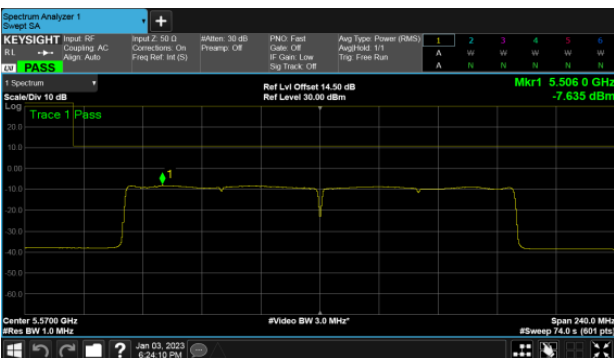 Spectrum Analyzer 1
Swept SA
+
KEYSIGHT Input: RF Input Z: 50 Ω #Atten: 30 dB PNO: Fast Avg Type: Power (RMS) 1 2 3 4 5 6
RL Coupling: AC Corrections: On Preamp: Off Gate: Off Avg|Hold: 1/1 A W W W W W
Align: Auto Freq Ref: Int (S) IF Gain: Low Trig: Free Run
LXI PASS Sig Track: Off A N N N N N
1 Spectrum Ref Lvl Offset 14.50 dB Mkr1 5.506 0 GHz
Scale/Div 10 dB Ref Level 30.00 dBm -7.635 dBm
Log
Trace 1 Pass
20.0
10.0
0.00
1
-10.0
-20.0
-30.0
-40.0
-50.0
-60.0
Center 5.5700 GHz #Video BW 3.0 MHz* Span 240.0 MHz
#Res BW 1.0 MHz #Sweep 74.0 s (601 pts)
? Jan 03, 2023
6:24:10 PM